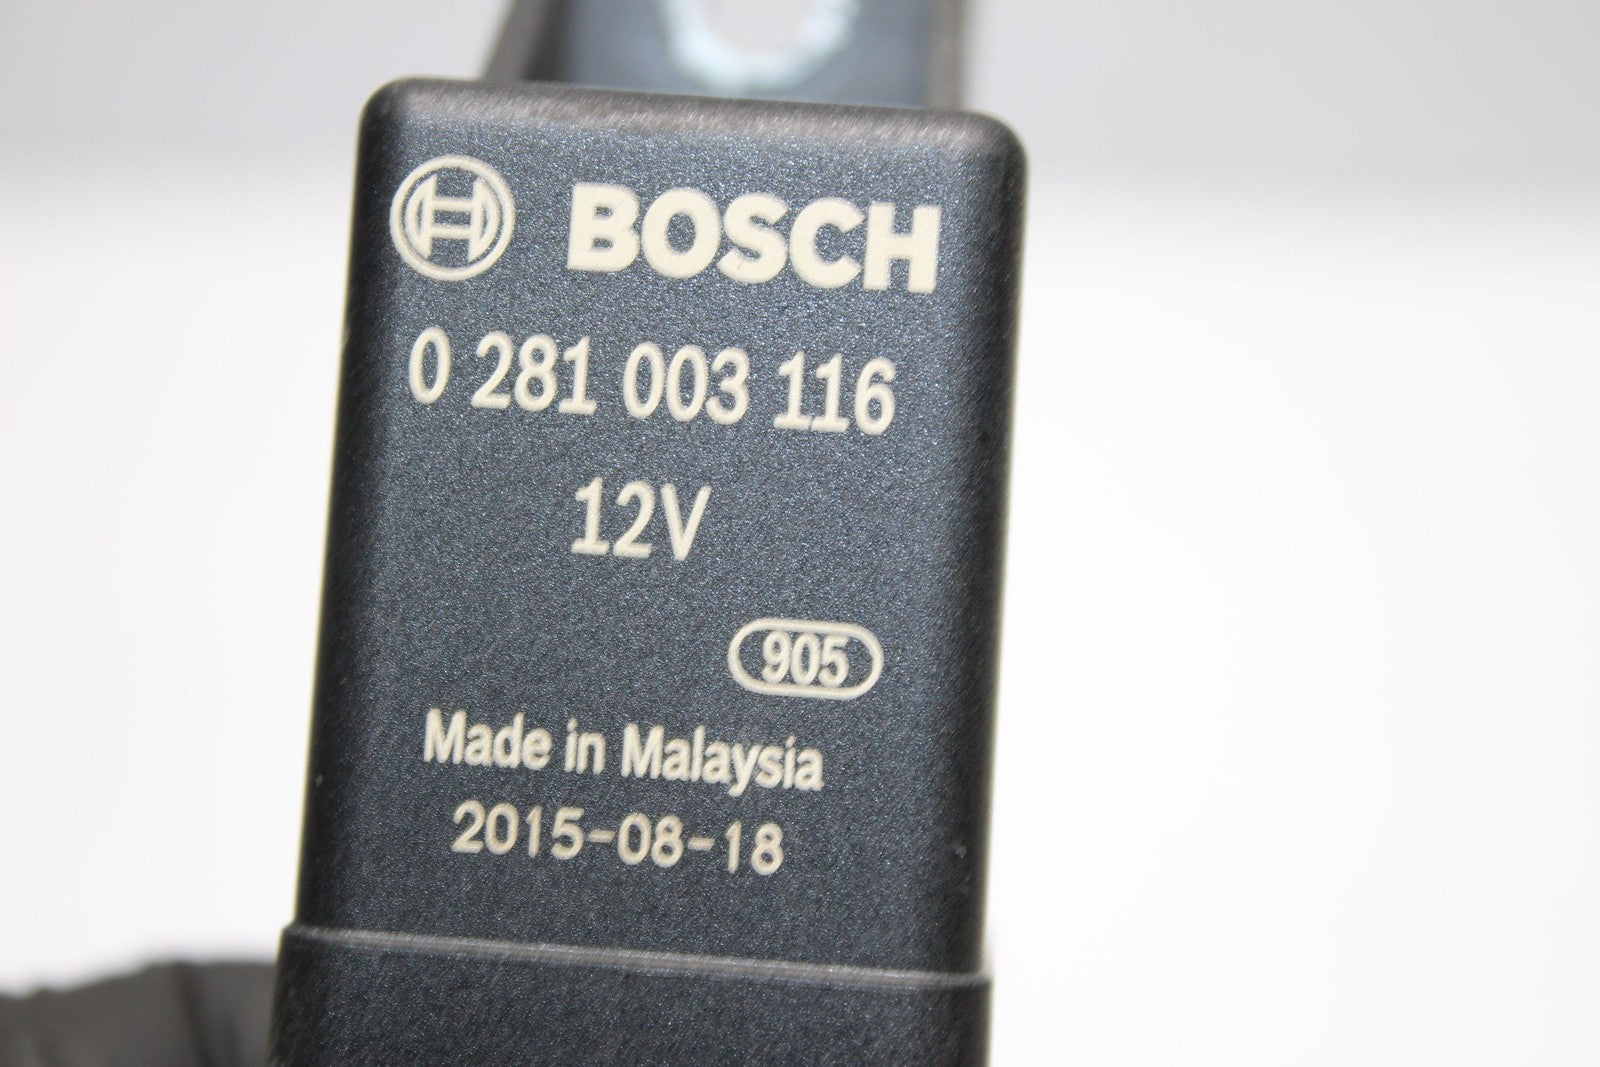 BOSCH
0 281 003 116
12V
905
Made in Malaysia
2015-08-18